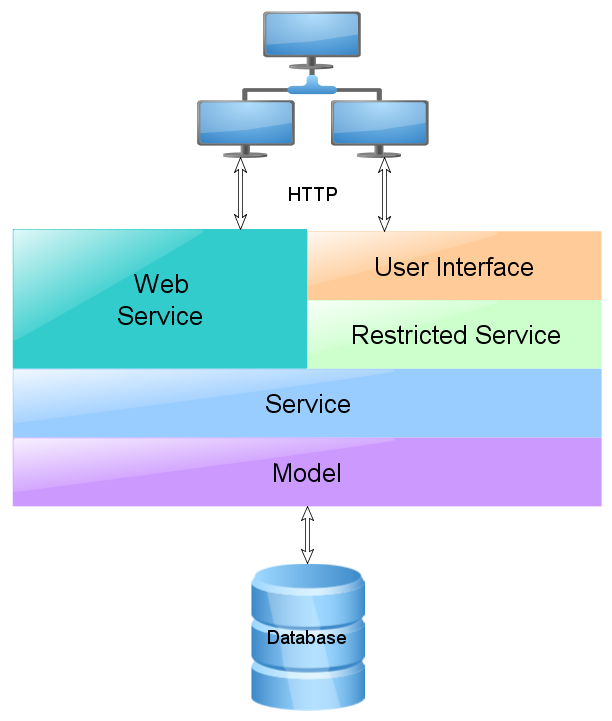 HTTP
Web
Service
User Interface
Restricted Service
Service
Model
Database